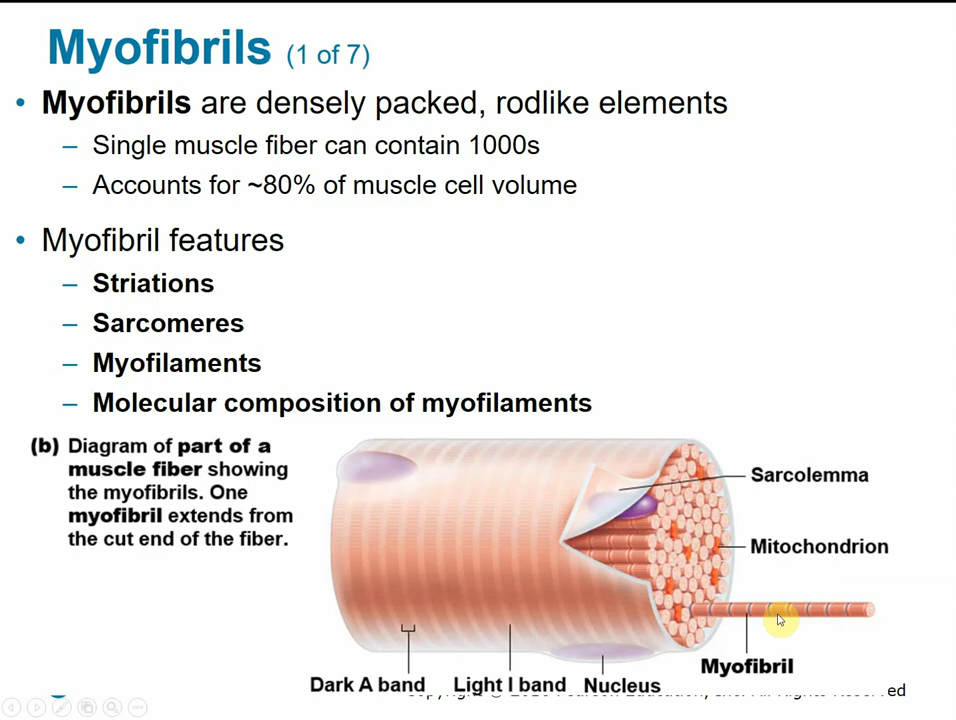 Myofibrils (1 of 7)
• Myofibrils are densely packed, rodlike elements
– Single muscle fiber can contain 1000s
– Accounts for ~80% of muscle cell volume
• Myofibril features
– Striations
– Sarcomeres
– Myofilaments
– Molecular composition of myofilaments
(b) Diagram of part of a
muscle fiber showing
the myofibrils. One
myofibril extends from
the cut end of the fiber.
Sarcolemma
Mitochondrion
Myofibril
Dark A band
Light I band
Nucleus
All Rights Reserved